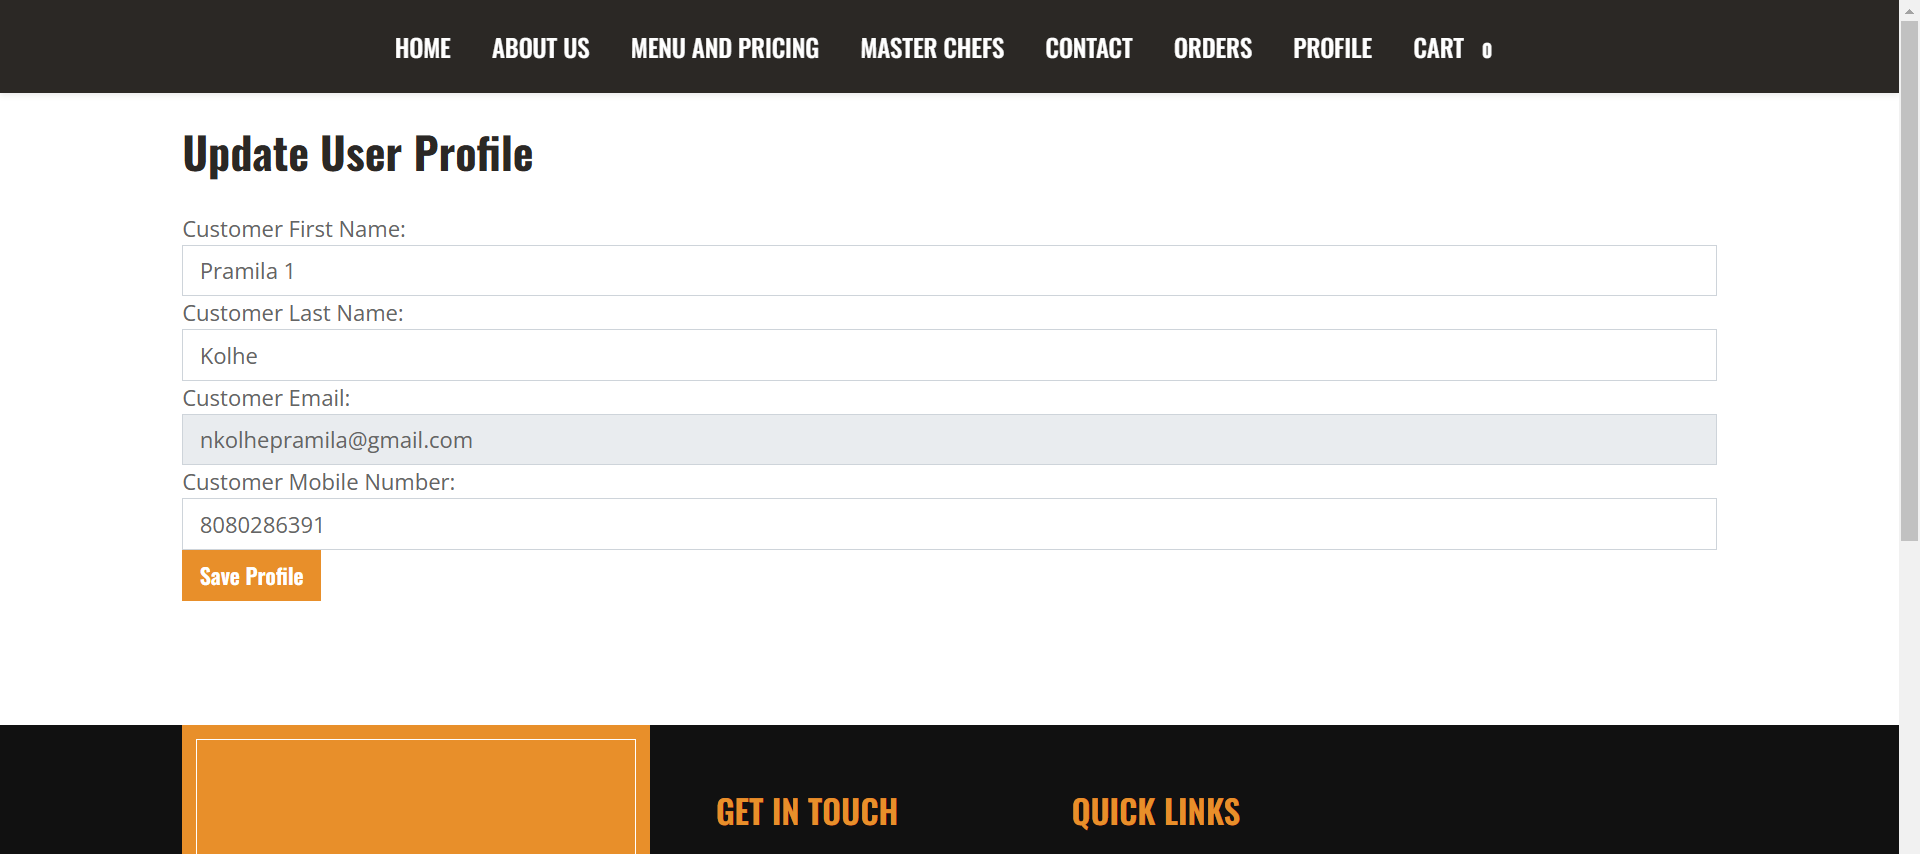 HOME ABOUT US MENU AND PRICING MASTER CHEFS CONTACT ORDERS PROFILE CART 0
Update User Profile
Customer First Name:
Pramila 1
Customer Last Name:
Kolhe
Customer Email:
nkolhepramila@gmail.com
Customer Mobile Number:
8080286391
Save Profile
GET IN TOUCH QUICK LINKS